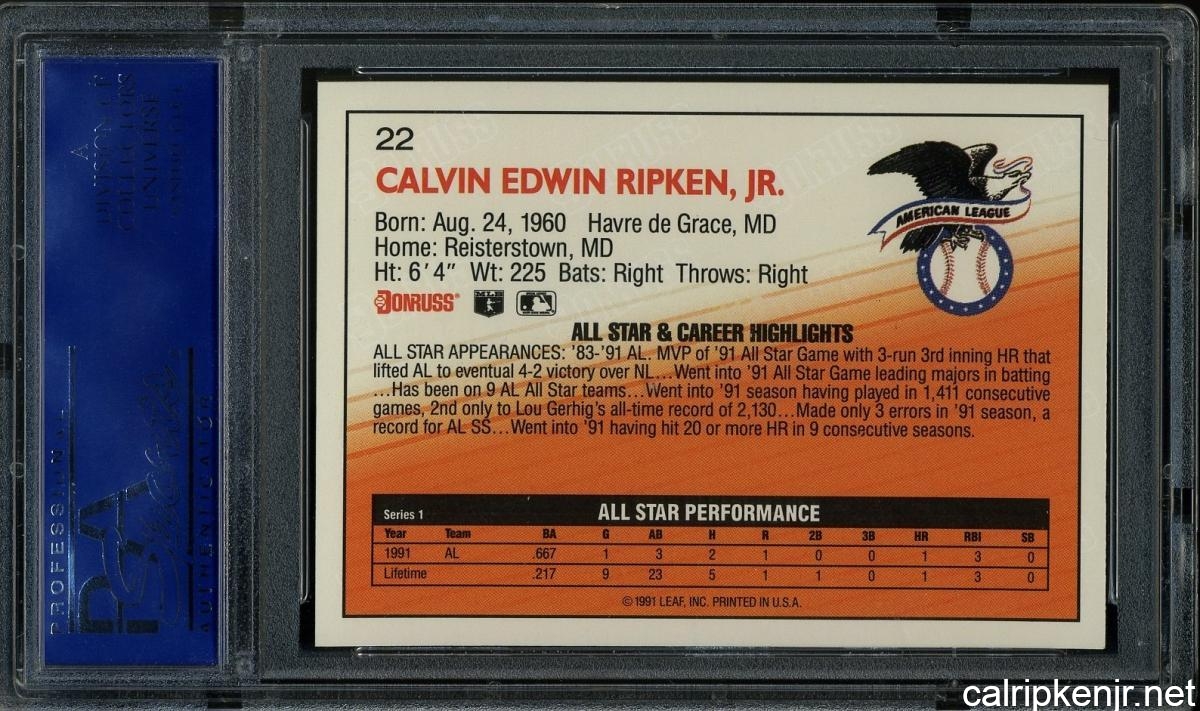 A
DIVISION OF
COLLECTORS
UNIVERSE
PSA
22
CALVIN EDWIN RIPKEN, JR.
Born: Aug. 24, 1960 Havre de Grace, MD
Home: Reisterstown, MD
Ht: 6'4" Wt: 225 Bats: Right Throws: Right
DONRUSS
AMERICAN LEAGUE
ALL STAR & CAREER HIGHLIGHTS
ALL STAR APPEARANCES: '83-'91 AL. MVP of '91 All Star Game with 3-run 3rd inning HR that
lifted AL to eventual 4-2 victory over NL...Went into '91 All Star Game leading majors in batting
...Has been on 9 AL All Star teams...Went into '91 season having played in 1,411 consecutive
games, 2nd only to Lou Gerhig's all-time record of 2,130...Made only 3 errors in '91 season, a
record for AL SS...Went into '91 having hit 20 or more HR in 9 consecutive seasons.
Series 1 ALL STAR PERFORMANCE
Year Team BA G AB H R 2B 3B HR RBI SB
1991 AL .667 1 3 2 1 0 0 1 3 0
Lifetime .217 9 23 5 1 1 0 1 3 0
© 1991 LEAF, INC. PRINTED IN U.S.A.
calripkenjr.net